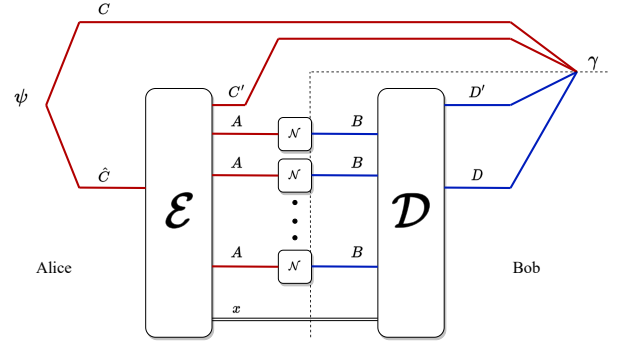 C
γ
ψ
C′ D′
A 𝒩 B
A 𝒩 B
Ĉ D
ℰ 𝒟
A 𝒩 B
Alice Bob
x